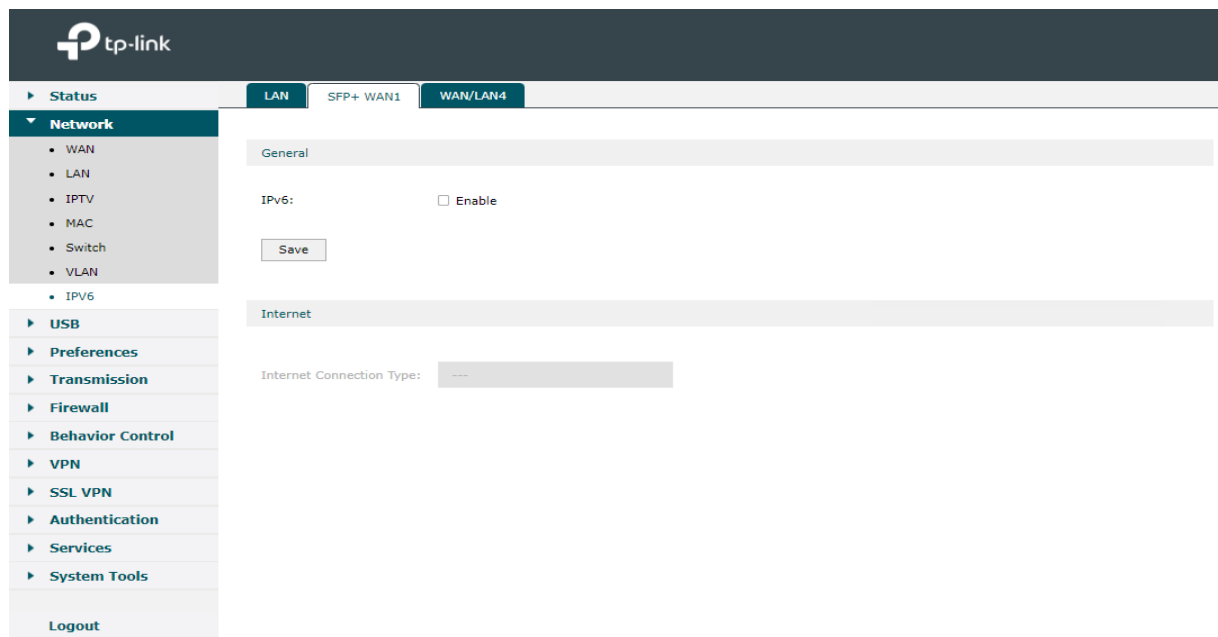 tp-link
Status
Network
WAN
LAN
IPTV
MAC
Switch
VLAN
IPV6
USB
Preferences
Transmission
Firewall
Behavior Control
VPN
SSL VPN
Authentication
Services
System Tools
Logout
LAN SFP+ WAN1 WAN/LAN4
General
IPv6: Enable
Save
Internet
Internet Connection Type: ---